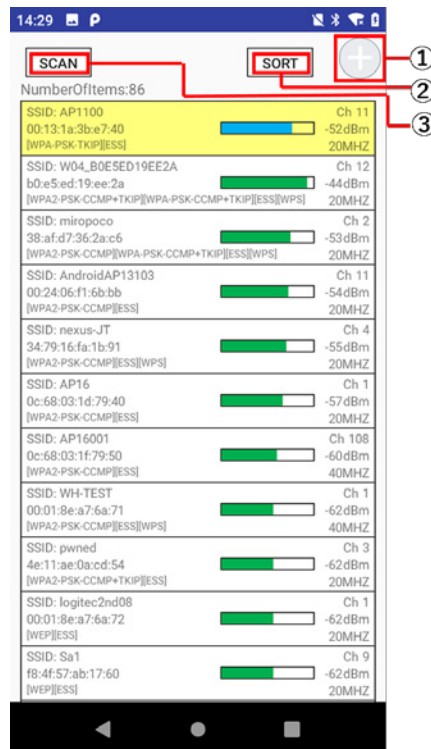 14:29
SCAN
SORT
①
②
③
NumberOfItems:86
SSID: AP1100 Ch 11
00:13:1a:3b:e7:40 -52dBm
[WPA-PSK-TKIP][ESS] 20MHZ
SSID: W04_B0E5ED19EE2A Ch 12
b0:e5:ed:19:ee:2a -44dBm
[WPA2-PSK-CCMP+TKIP][WPA-PSK-CCMP+TKIP][ESS][WPS] 20MHZ
SSID: miropoco Ch 2
38:af:d7:36:2a:c6 -53dBm
[WPA2-PSK-CCMP][WPA-PSK-CCMP+TKIP][ESS][WPS] 20MHZ
SSID: AndroidAP13103 Ch 11
00:24:06:f1:6b:bb -54dBm
[WPA2-PSK-CCMP][ESS] 20MHZ
SSID: nexus-JT Ch 4
34:79:16:fa:1b:91 -55dBm
[WPA2-PSK-CCMP][ESS][WPS] 20MHZ
SSID: AP16 Ch 1
0c:68:03:1d:79:40 -57dBm
[WPA2-PSK-CCMP][ESS] 20MHZ
SSID: AP16001 Ch 108
0c:68:03:1f:79:50 -60dBm
[WPA2-PSK-CCMP][ESS] 40MHZ
SSID: WH-TEST Ch 1
00:01:8e:a7:6a:71 -62dBm
[WPA2-PSK-CCMP][ESS][WPS] 40MHZ
SSID: pwned Ch 3
4e:11:ae:0a:cd:54 -62dBm
[WPA2-PSK-CCMP+TKIP][ESS] 20MHZ
SSID: logitec2nd08 Ch 1
00:01:8e:a7:6a:72 -62dBm
[WEP][ESS] 20MHZ
SSID: Sa1 Ch 9
f8:4f:57:ab:17:60 -62dBm
[WEP][ESS] 20MHZ